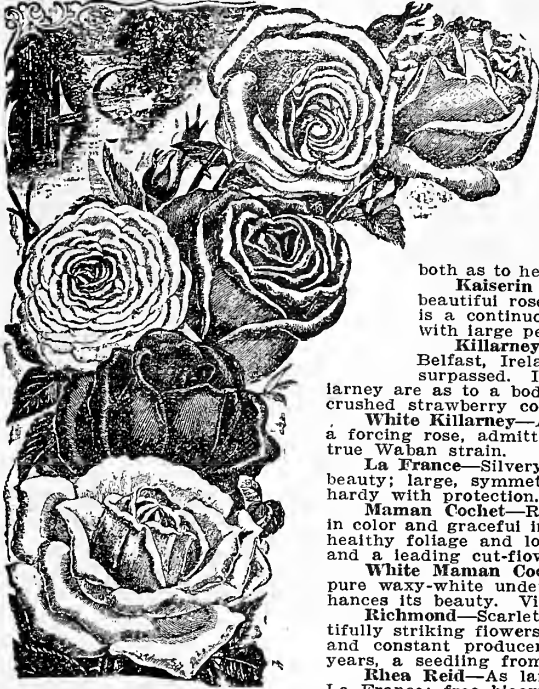 both as to he
Kaiserin
beautiful rose
is a continuo
with large pe
Killarney
Belfast, Irela
surpassed. I
larney are as to a bod
crushed strawberry co
White Killarney—
a forcing rose, admitt
true Waban strain.
La France—Silvery
beauty; large, symmet
hardy with protection.
Maman Cochet—R
in color and graceful i
healthy foliage and lo
and a leading cut-flow
White Maman Coc
pure waxy-white unde
hances its beauty. Vi
Richmond—Scarlet
tifully striking flowers
and constant producer
years, a seedling from
Rhea Reid—As lar
La France; free